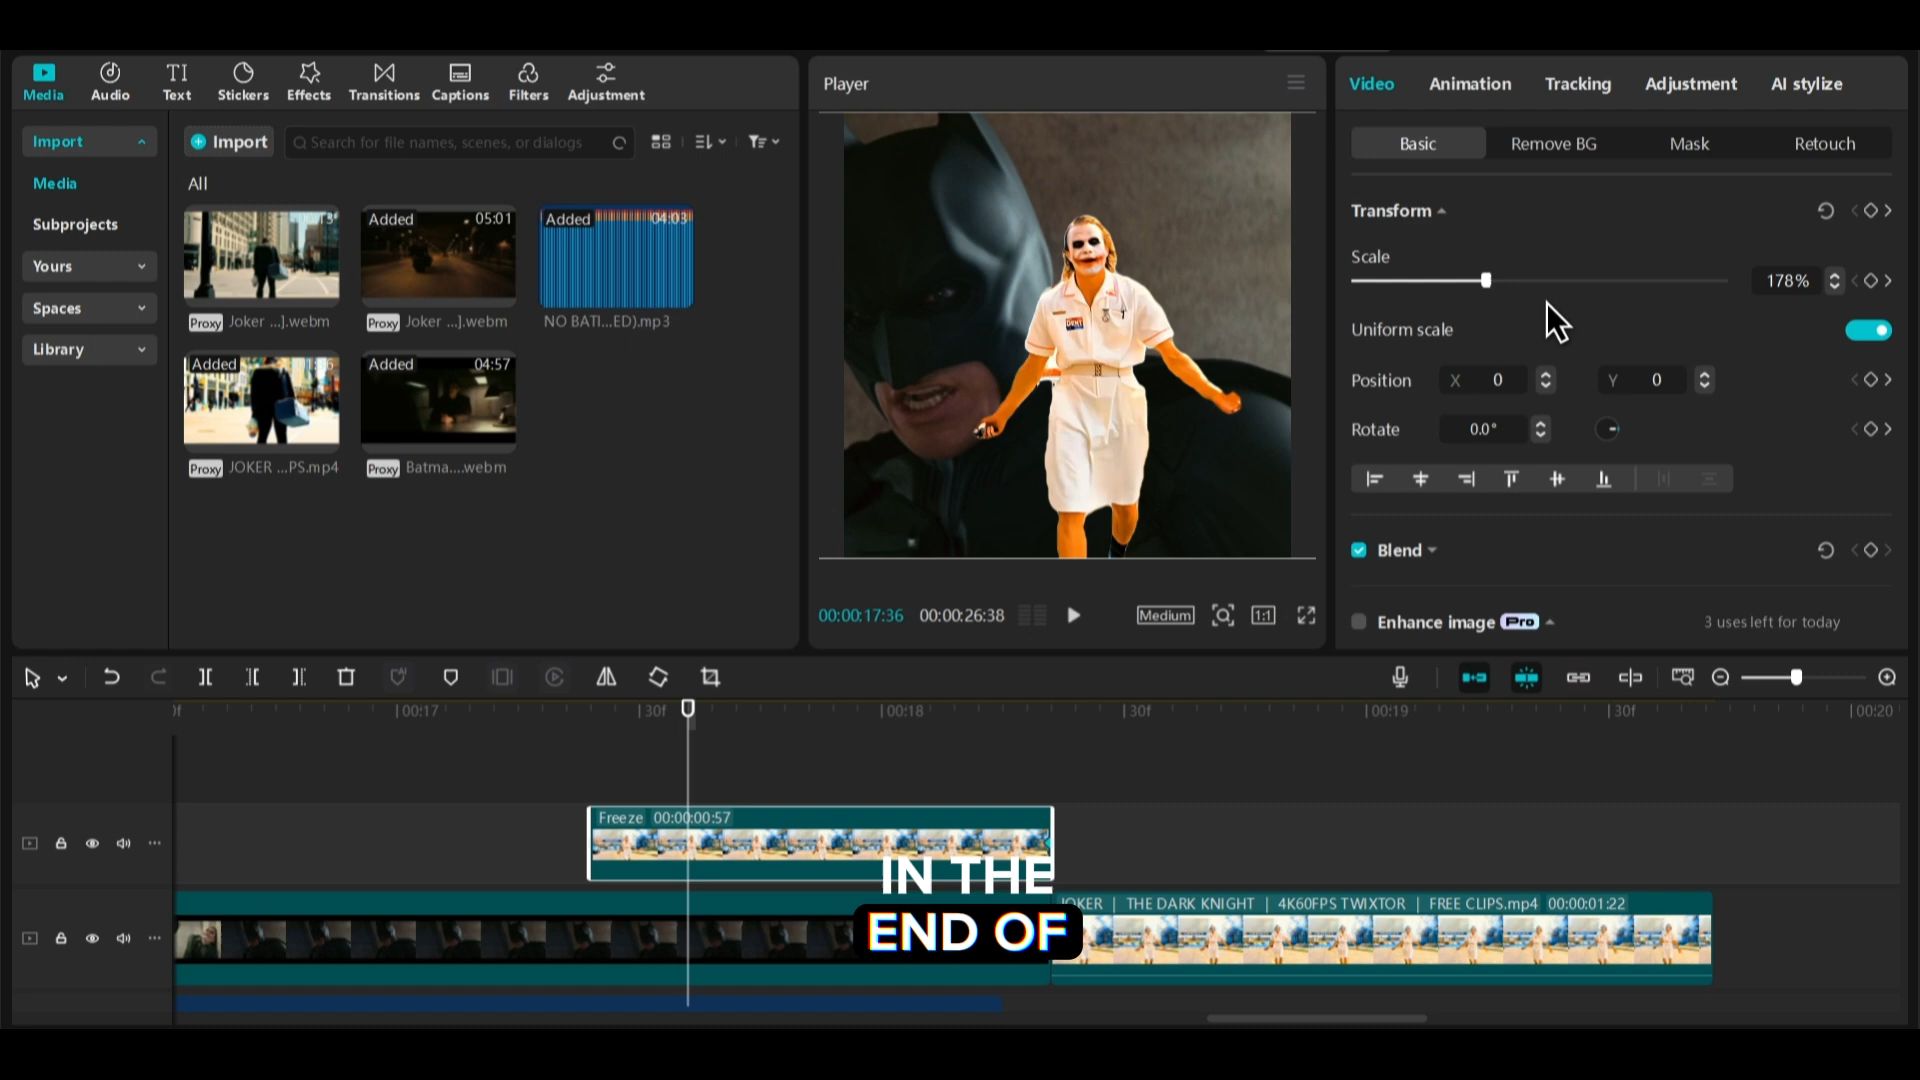 Media
Audio
Text
Stickers
Effects
Transitions
Captions
Filters
Adjustment
Import
Media
Subprojects
Yours
Spaces
Library
Import
Search for file names, scenes, or dialogs
All
Added 05:01
Added 04:03
Proxy Joker ...].webm
Proxy Joker ...].webm
NO BATI...ED).mp3
Added
Added 04:57
Proxy JOKER ...PS.mp4
Proxy Batma....webm
Player
00:00:17:36 00:00:26:38
Medium
1:1
Video
Animation
Tracking
Adjustment
AI stylize
Basic
Remove BG
Mask
Retouch
Transform
Scale
178%
Uniform scale
Position X 0 Y 0
Rotate 0.0°
Blend
Enhance image Pro 3 uses left for today
00:17 30f 00:18 30f 00:19 30f 00:20
Freeze 00:00:00:57
IN THE
END OF
JOKER | THE DARK KNIGHT | 4K60FPS TWIXTOR | FREE CLIPS.mp4 00:00:01:22